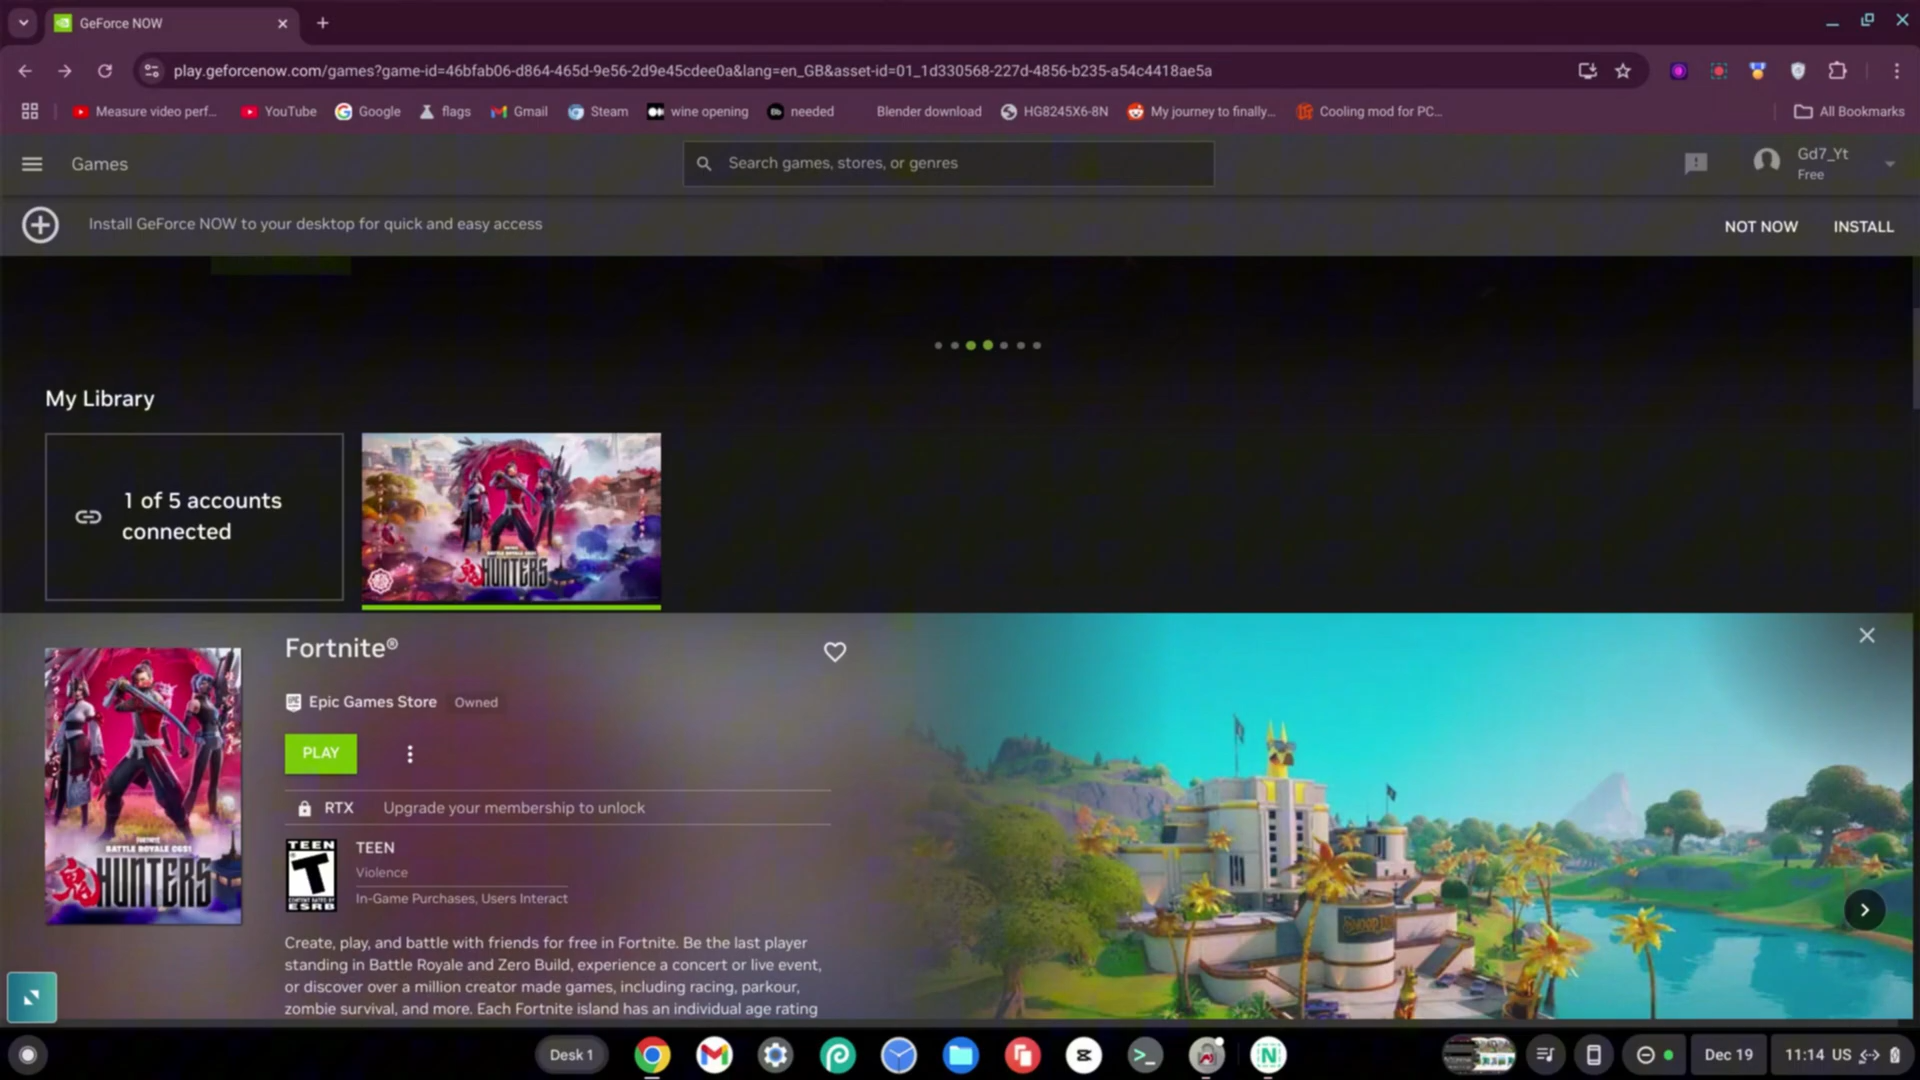 GeForce NOW
play.geforcenow.com/games?game-id=46bfab06-d864-465d-9e56-2d9e45cdee0a&lang=en_GB&asset-id=01_1d330568-227d-4856-b235-a54c4418ae5a
Measure video perf... YouTube Google flags Gmail Steam wine opening needed Blender download HG8245X6-8N My journey to finally... Cooling mod for PC... All Bookmarks
Games
Search games, stores, or genres
Gd7_Yt
Free
Install GeForce NOW to your desktop for quick and easy access
NOT NOW INSTALL
My Library
1 of 5 accounts
connected
HUNTERS
Fortnite®
Epic Games Store Owned
PLAY
RTX Upgrade your membership to unlock
TEEN
T
ESRB
TEEN
Violence
In-Game Purchases, Users Interact
BATTLE ROYALE C6S1
鬼 HUNTERS
Create, play, and battle with friends for free in Fortnite. Be the last player
standing in Battle Royale and Zero Build, experience a concert or live event,
or discover over a million creator made games, including racing, parkour,
zombie survival, and more. Each Fortnite island has an individual age rating
Desk 1
Dec 19
11:14 US